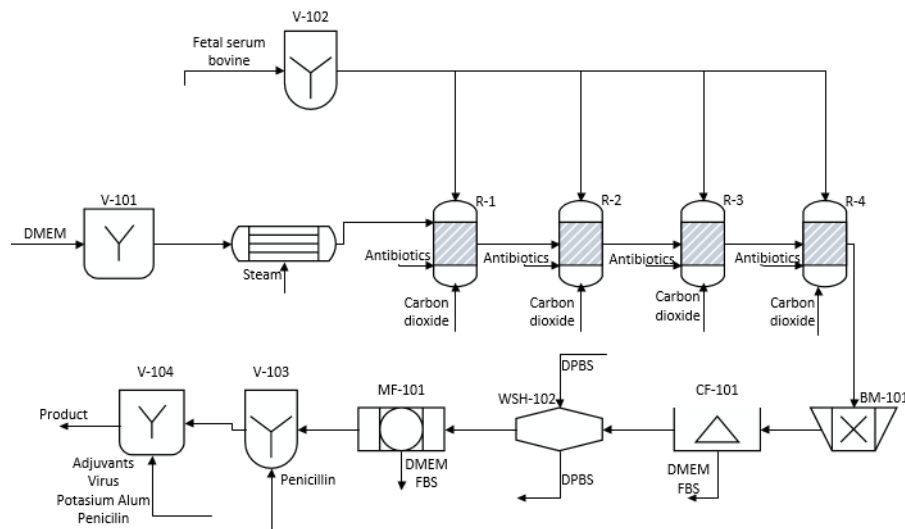 V-102
Fetal serum
bovine
V-101
DMEM
Steam
R-1
R-2
R-3
R-4
Antibiotics
Antibiotics
Antibiotics
Antibiotics
Carbon
dioxide
Carbon
dioxide
Carbon
dioxide
Carbon
dioxide
V-104
V-103
MF-101
WSH-102
DPBS
CF-101
BM-101
Product
Adjuvants
Virus
Potasium Alum
Penicilin
Penicillin
DMEM
FBS
DPBS
DMEM
FBS